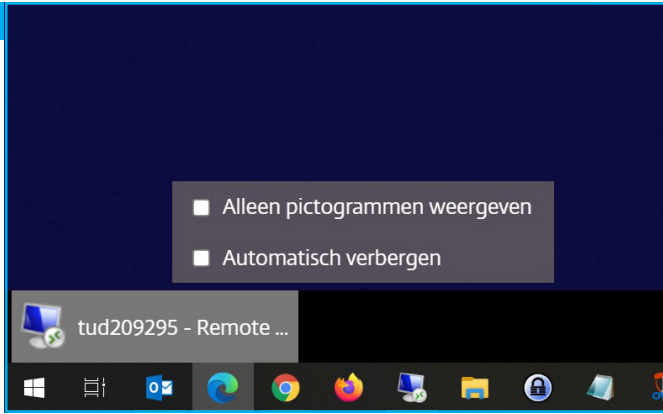 Alleen pictogrammen weergeven
Automatisch verbergen
tud209295 - Remote ...